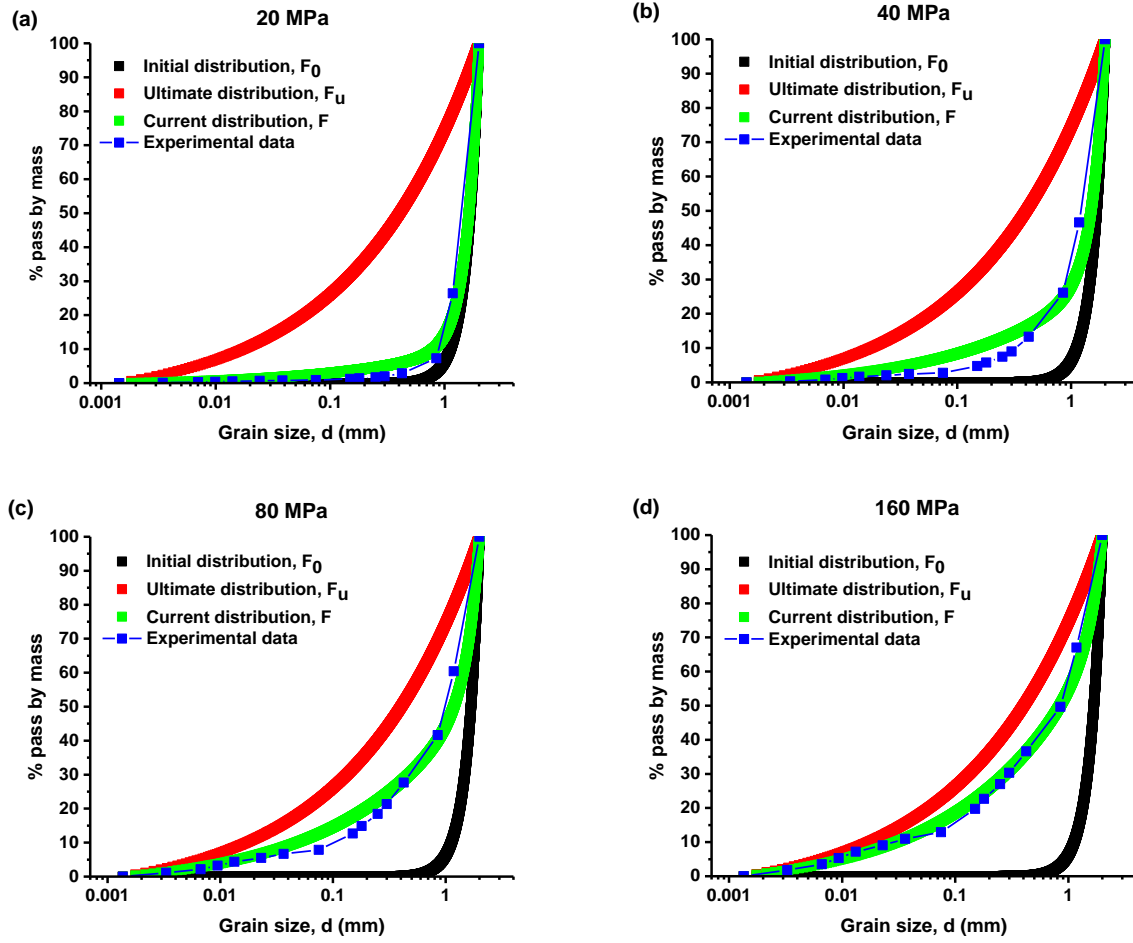 (a)
20 MPa
100
90
80
70
60
50
40
30
20
10
0
% pass by mass
Initial distribution, F0
Ultimate distribution, Fu
Current distribution, F
Experimental data
0.001
0.01
0.1
1
Grain size, d (mm)
(b)
40 MPa
100
90
80
70
60
50
40
30
20
10
0
% pass by mass
Initial distribution, F0
Ultimate distribution, Fu
Current distribution, F
Experimental data
0.001
0.01
0.1
1
Grain size, d (mm)
(c)
80 MPa
100
90
80
70
60
50
40
30
20
10
0
% pass by mass
Initial distribution, F0
Ultimate distribution, Fu
Current distribution, F
Experimental data
0.001
0.01
0.1
1
Grain size, d (mm)
(d)
160 MPa
100
90
80
70
60
50
40
30
20
10
0
% pass by mass
Initial distribution, F0
Ultimate distribution, Fu
Current distribution, F
Experimental data
0.001
0.01
0.1
1
Grain size, d (mm)